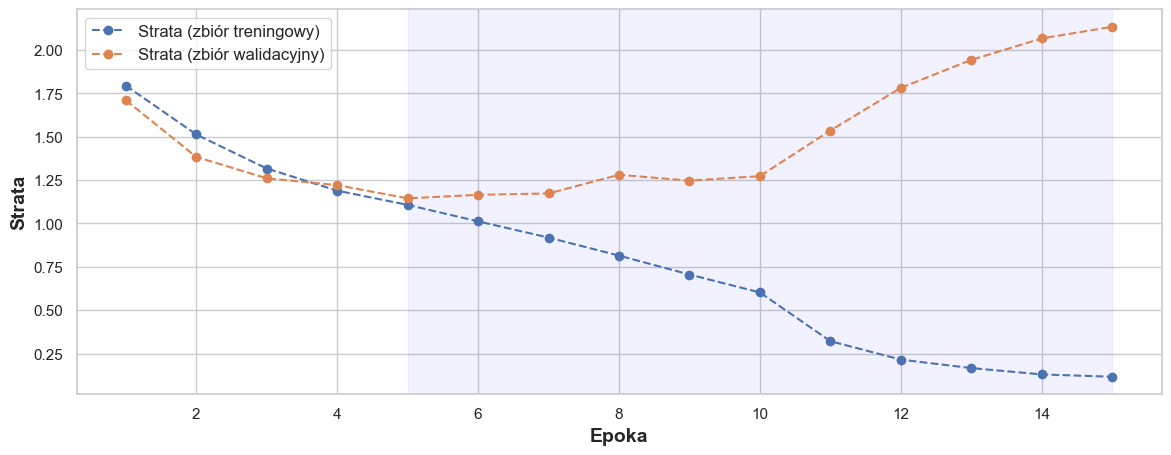 Strata (zbiór treningowy)
Strata (zbiór walidacyjny)
Strata
2.00
1.75
1.50
1.25
1.00
0.75
0.50
0.25
2 4 6 8 10 12 14
Epoka